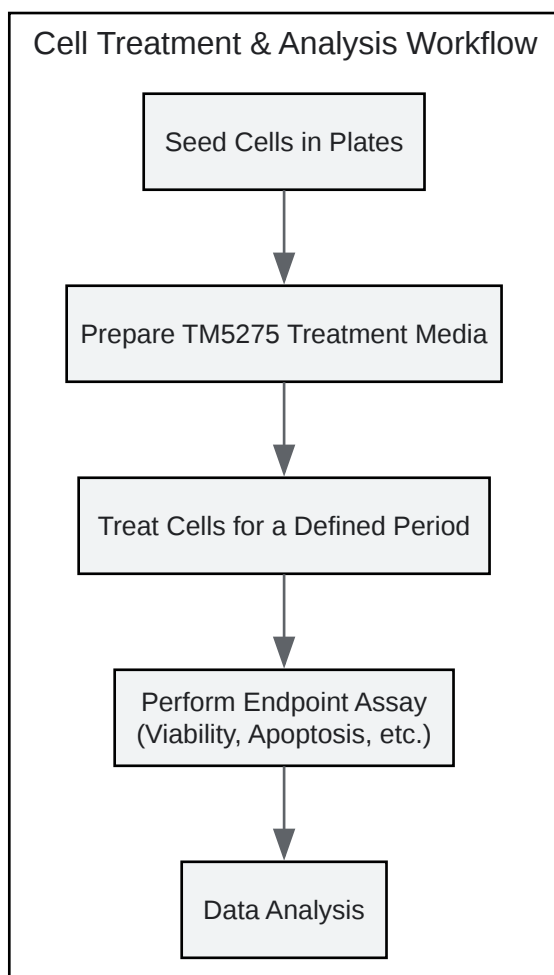 Cell Treatment & Analysis Workflow
Seed Cells in Plates
Prepare TM5275 Treatment Media
Treat Cells for a Defined Period
Perform Endpoint Assay
(Viability, Apoptosis, etc.)
Data Analysis